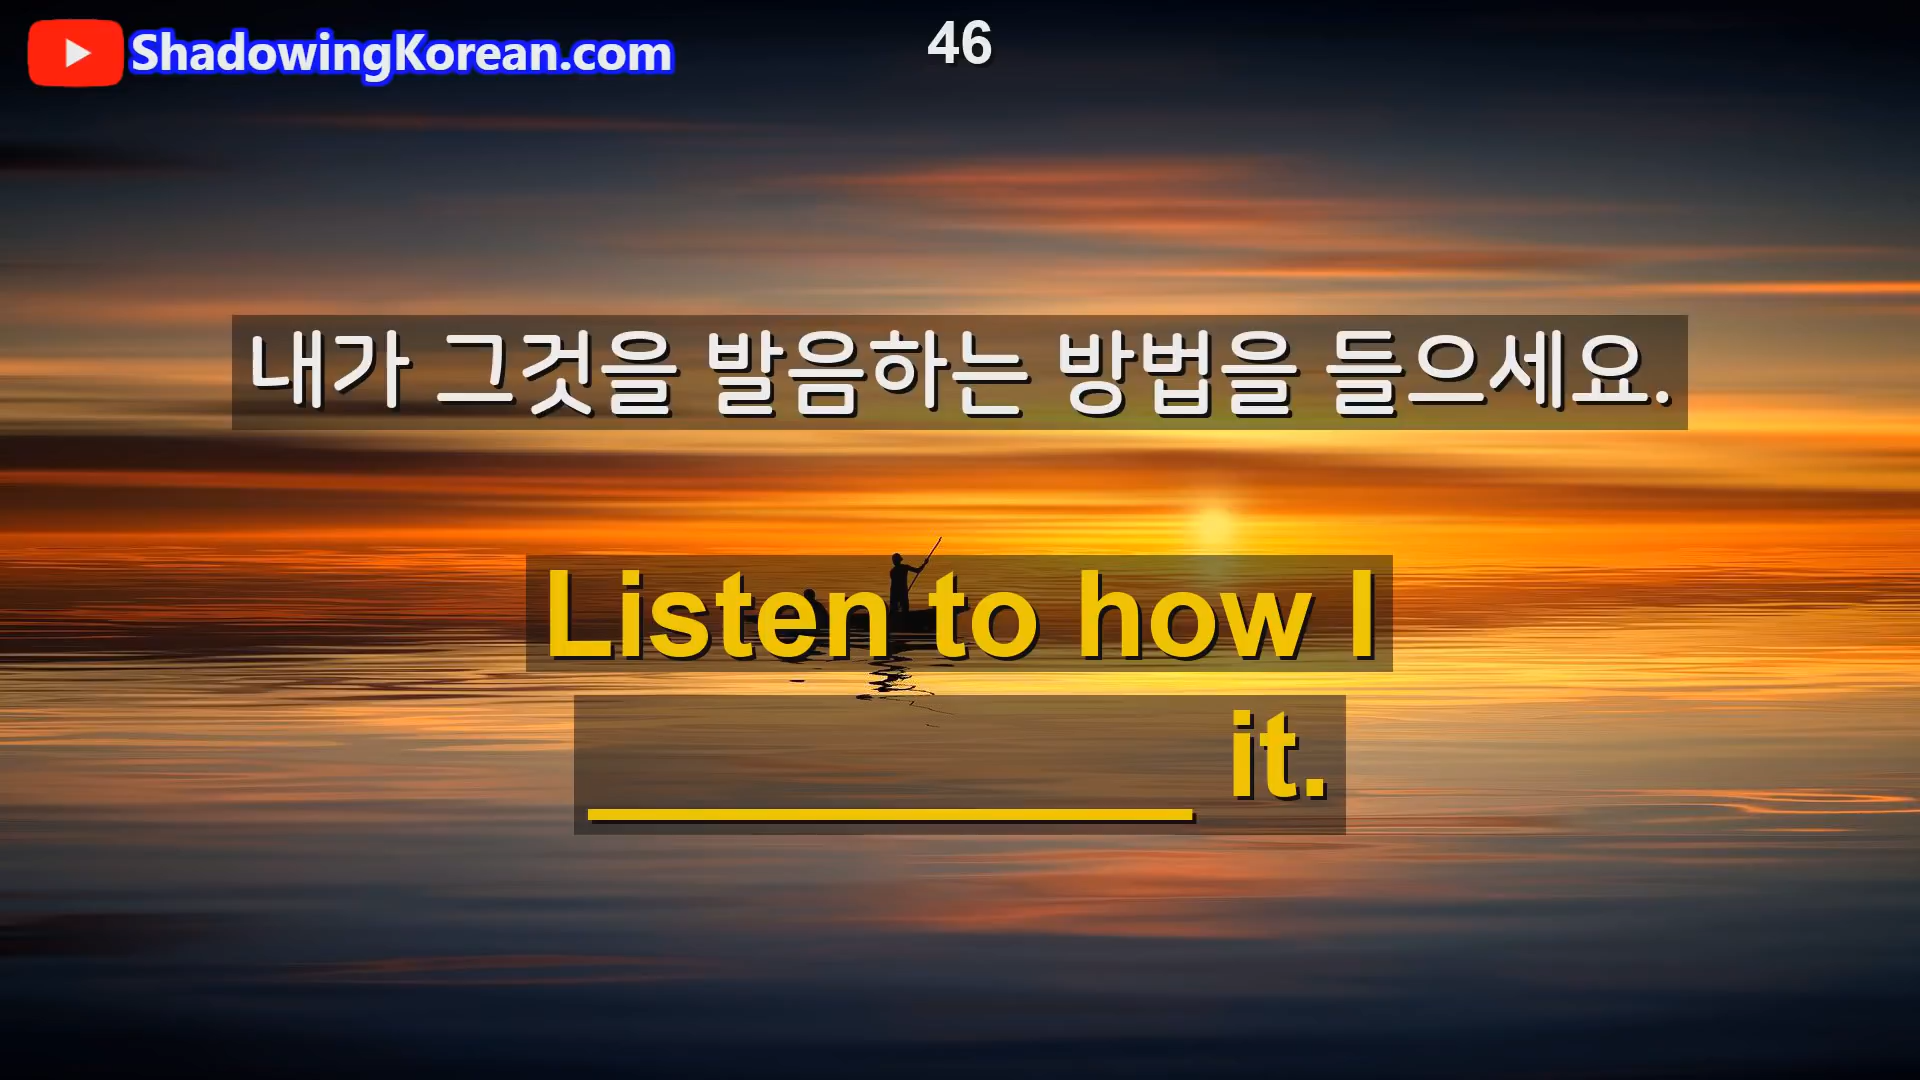 ShadowingKorean.com
46
내가 그것을 발음하는 방법을 들으세요.
Listen to how I
___________ it.